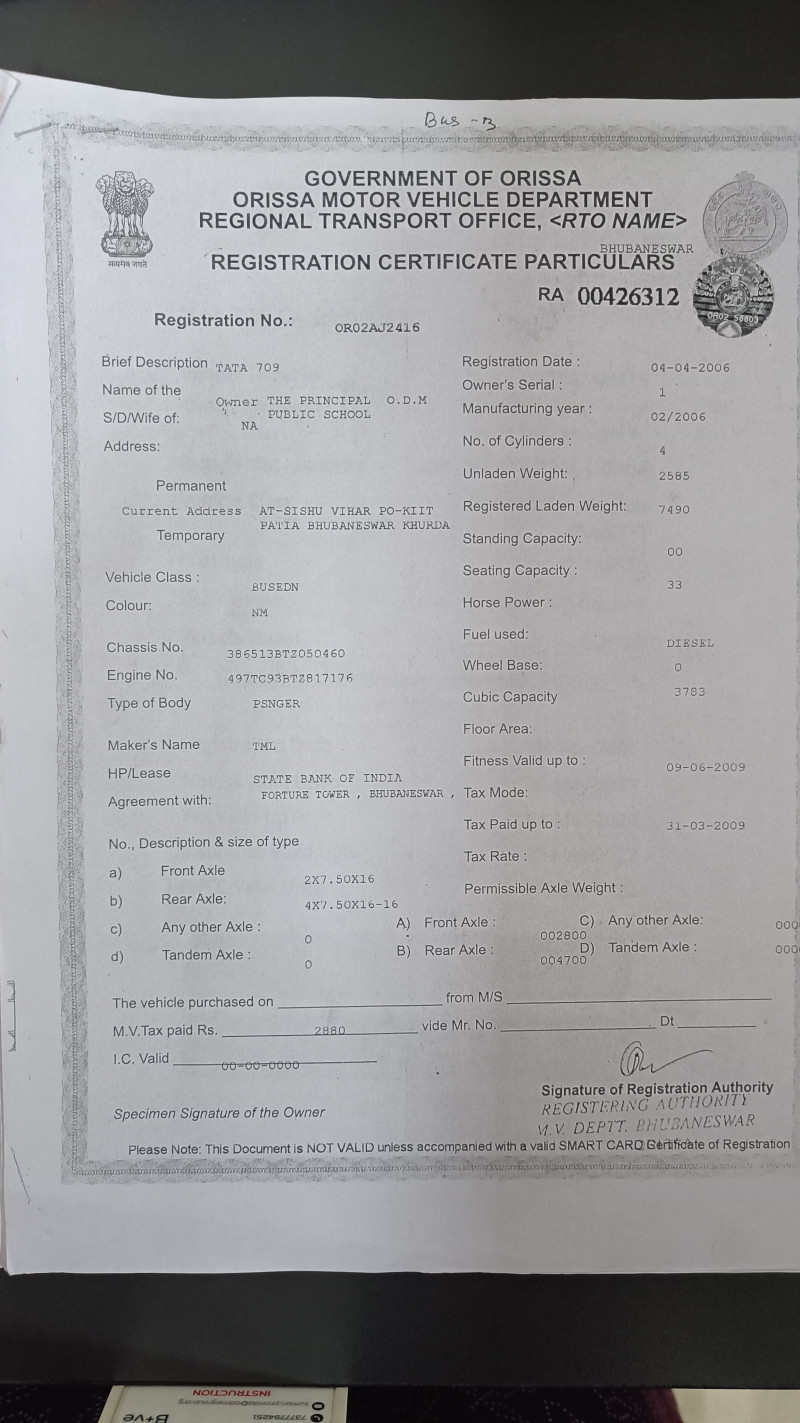 Bus - 
GOVERNMENT OF ORISSA
ORISSA MOTOR VEHICLE DEPARTMENT
REGIONAL TRANSPORT OFFICE, <RTO NAME>
BHUBANESWAR
सत्यमेव जयते
REGISTRATION CERTIFICATE PARTICULARS
RA 00426312
OR02 56803
Registration No.: OR02AJ2416
Brief Description TATA 709
Name of the Owner THE PRINCIPAL O.D.M
PUBLIC SCHOOL
S/D/Wife of: NA
Address:
Permanent
Current Address AT-SISHU VIHAR PO-KIIT
PATIA BHUBANESWAR KHURDA
Temporary
Vehicle Class : BUSEDN
Colour: NM
Chassis No. 386513BTZ050460
Engine No. 497TC93BTZ817176
Type of Body PSNGER
Maker's Name TML
HP/Lease STATE BANK OF INDIA
Agreement with: FORTURE TOWER , BHUBANESWAR ,
Registration Date : 04-04-2006
Owner's Serial : 1
Manufacturing year : 02/2006
No. of Cylinders : 4
Unladen Weight: 2585
Registered Laden Weight: 7490
Standing Capacity: 00
Seating Capacity : 33
Horse Power :
Fuel used: DIESEL
Wheel Base: 0
Cubic Capacity 3783
Floor Area:
Fitness Valid up to : 09-06-2009
Tax Mode:
Tax Paid up to : 31-03-2009
Tax Rate :
No., Description & size of type
a) Front Axle 2X7.50X16
b) Rear Axle: 4X7.50X16-16
c) Any other Axle : 0
d) Tandem Axle : 0
Permissible Axle Weight :
A) Front Axle : 002800 C) Any other Axle: 000
B) Rear Axle : 004700 D) Tandem Axle : 000
The vehicle purchased on from M/S
M.V.Tax paid Rs. 2880 vide Mr. No. Dt
I.C. Valid 00-00-0000
Signature of Registration Authority
REGISTERING AUTHORITY
M.V. DEPTT. BHUBANESWAR
Specimen Signature of the Owner
Please Note: This Document is NOT VALID unless accompanied with a valid SMART CARD Certificate of Registration
INSTRUCTION
B+ve